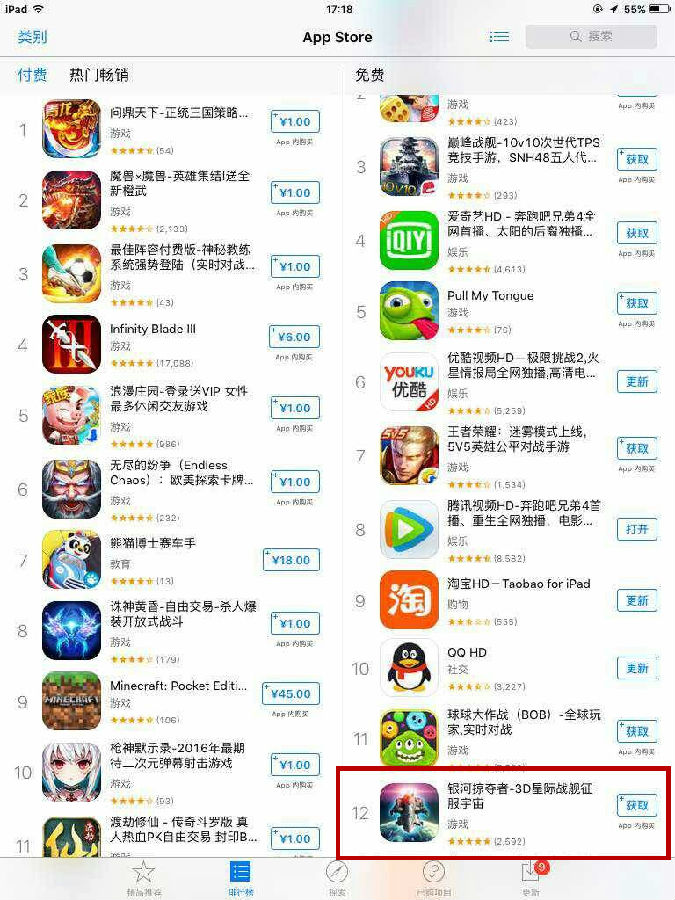 iPad
17:18
55%
类别
App Store
搜索
付费
热门畅销
免费
1
问鼎天下-正统三国策略...
游戏
(54)
¥1.00
App 内购买
2
魔兽×魔兽-英雄集结!送全
新橙武
游戏
(2,133)
¥1.00
App 内购买
3
最佳阵容付费版-神秘教练
系统强势登陆（实时对战...
游戏
(43)
¥1.00
App 内购买
4
Infinity Blade III
游戏
¥6.00
App 内购买
5
浪漫庄园-登录送VIP 女性
最多休闲交友游戏
游戏
(986)
¥1.00
App 内购买
6
无尽的纷争（Endless
Chaos）：欧美探索卡牌...
游戏
(232)
¥1.00
App 内购买
7
熊猫博士赛车手
教育
(13)
¥18.00
8
诛神黄昏-自由交易-杀人爆
装开放式战斗
游戏
(179)
¥1.00
App 内购买
9
Minecraft: Pocket Editi...
游戏
(106)
¥45.00
App 内购买
10
枪神默示录-2016年最期
待二次元弹幕射击游戏
游戏
(93)
¥1.00
App 内购买
11
渡劫修仙 - 传奇斗罗版 真
人热血PK自由交易 封印B...
¥1.00
游戏
(423)
App 内购买
3
巅峰战舰-10v10次世代TPS
竞技手游，SNH48五人代...
游戏
(293)
获取
App 内购买
4
爱奇艺HD - 奔跑吧兄弟4全
网首播、太阳的后裔独播...
娱乐
(4,613)
获取
App 内购买
5
Pull My Tongue
游戏
(76)
获取
App 内购买
6
优酷视频HD－极限挑战2,火
星情报局全网独播,高清电...
娱乐
(5,259)
更新
7
王者荣耀：迷雾模式上线,
5V5英雄公平对战手游
游戏
(1,534)
获取
App 内购买
8
腾讯视频HD-奔跑吧兄弟4首
播、重生全网独播、电影...
娱乐
(8,582)
打开
9
淘宝HD－Taobao for iPad
购物
更新
10
QQ HD
社交
(3,227)
更新
11
球球大作战（BOB）-全球玩
家,实时对战
游戏
获取
App 内购买
12
银河掠夺者-3D星际战舰征
服宇宙
游戏
(2,592)
获取
App 内购买
精品推荐
排行榜
探索
已购项目
9
更新